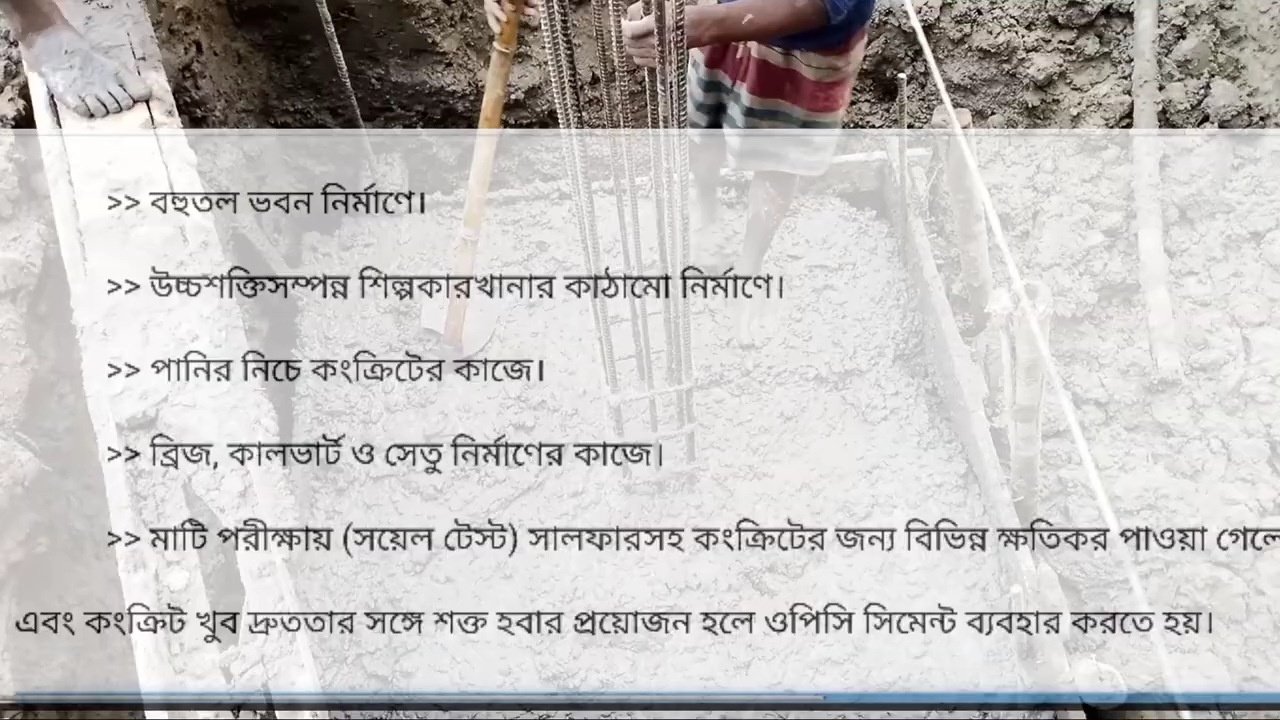 >> বহুতল ভবন নির্মাণে।
>> উচ্চশক্তিসম্পন্ন শিল্পকারখানার কাঠামো নির্মাণে।
>> পানির নিচে কংক্রিটের কাজে।
>> ব্রিজ, কালভার্ট ও সেতু নির্মাণের কাজে।
>> মাটি পরীক্ষায় (সয়েল টেস্ট) সালফারসহ কংক্রিটের জন্য বিভিন্ন ক্ষতিকর পাওয়া গেলে
এবং কংক্রিট খুব দ্রুততার সঙ্গে শক্ত হবার প্রয়োজন হলে ওপিসি সিমেন্ট ব্যবহার করতে হয়।